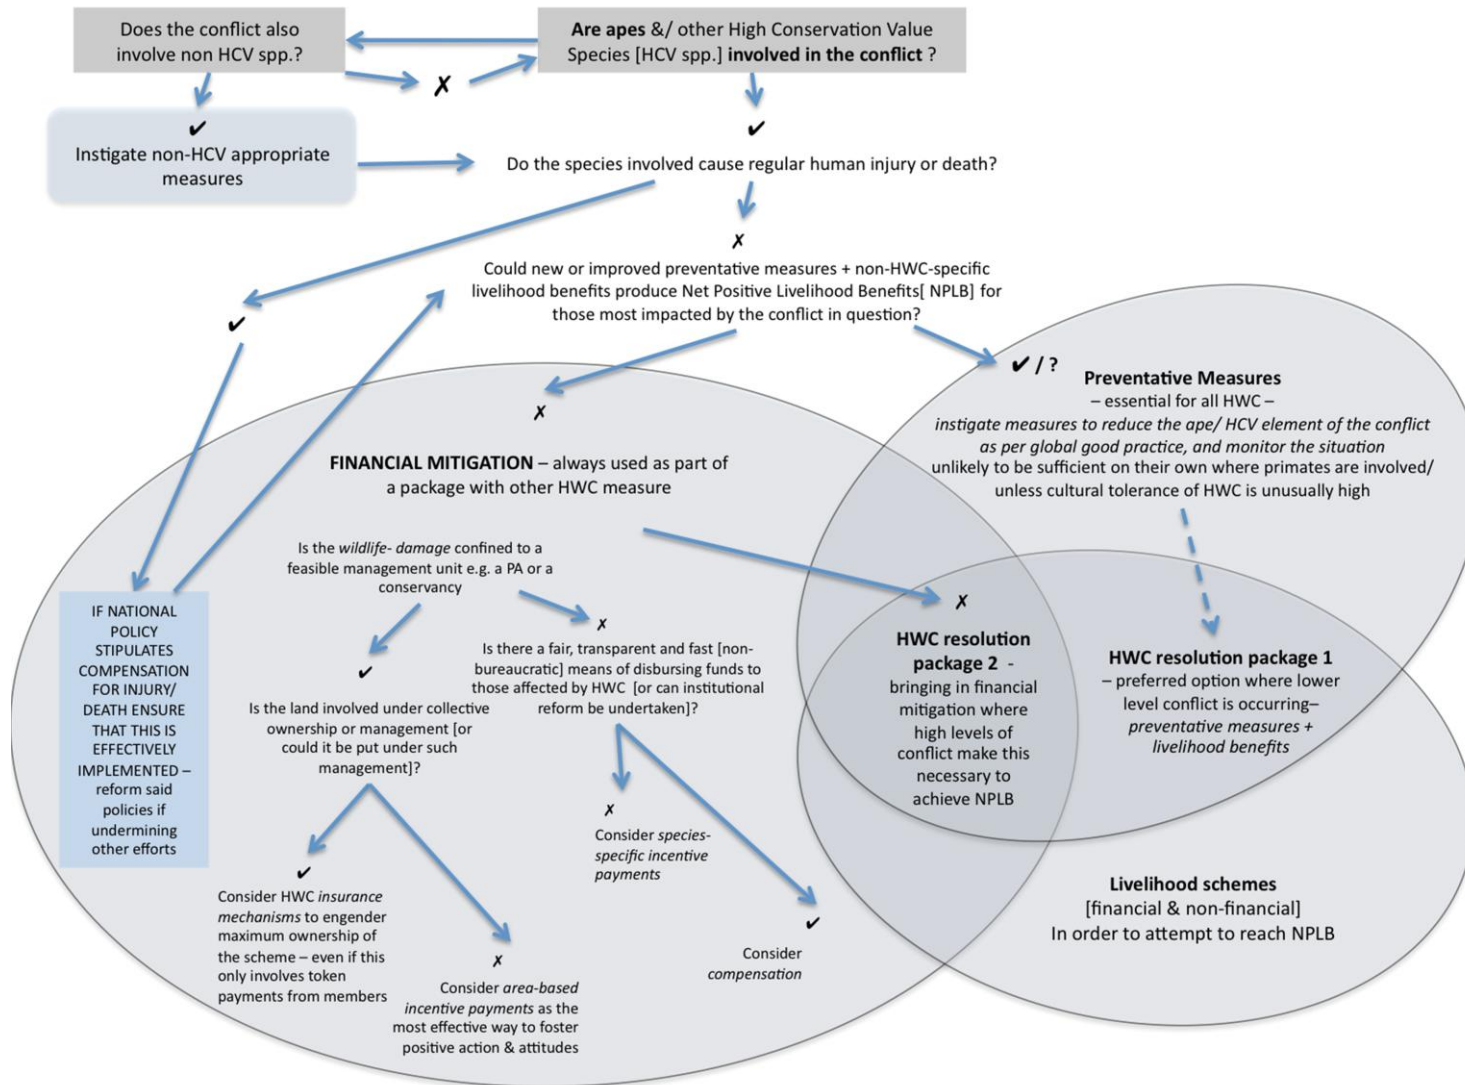 Does the conflict also
involve non HCV spp.?
Are apes &/ other High Conservation Value
Species [HCV spp.] involved in the conflict ?
✗
✔
Instigate non-HCV appropriate
measures
✔
Do the species involved cause regular human injury or death?
✗
Could new or improved preventative measures + non-HWC-specific
livelihood benefits produce Net Positive Livelihood Benefits[ NPLB] for
those most impacted by the conflict in question?
✔
IF NATIONAL
POLICY
STIPULATES
COMPENSATION
FOR INJURY/
DEATH ENSURE
THAT THIS IS
EFFECTIVELY
IMPLEMENTED –
reform said
policies if
undermining
other efforts
✗
FINANCIAL MITIGATION – always used as part of
a package with other HWC measure
Is the wildlife- damage confined to a
feasible management unit e.g. a PA or a
conservancy
✔
Is the land involved under collective
ownership or management [or
could it be put under such
management]?
✗
Is there a fair, transparent and fast [non-
bureaucratic] means of disbursing funds to
those affected by HWC [or can institutional
reform be undertaken]?
✔
Consider HWC insurance
mechanisms to engender
maximum ownership of
the scheme – even if this
only involves token
payments from members
✗
Consider area-based
incentive payments as the
most effective way to foster
positive action & attitudes
✗
Consider species-
specific incentive
payments
✔
Consider
compensation
✔ / ?
Preventative Measures
– essential for all HWC –
instigate measures to reduce the ape/ HCV element of the conflict
as per global good practice, and monitor the situation
unlikely to be sufficient on their own where primates are involved/
unless cultural tolerance of HWC is unusually high
✗
HWC resolution
package 2 -
bringing in financial
mitigation where
high levels of
conflict make this
necessary to
achieve NPLB
HWC resolution package 1
– preferred option where lower
level conflict is occurring–
preventative measures +
livelihood benefits
Livelihood schemes
[financial & non-financial]
In order to attempt to reach NPLB